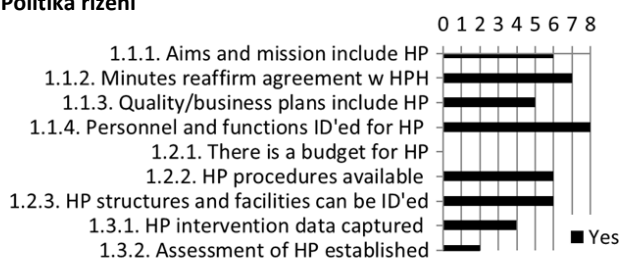 Politika řízení
0 1 2 3 4 5 6 7 8
1.1.1. Aims and mission include HP
1.1.2. Minutes reaffirm agreement w HPH
1.1.3. Quality/business plans include HP
1.1.4. Personnel and functions ID'ed for HP
1.2.1. There is a budget for HP
1.2.2. HP procedures available
1.2.3. HP structures and facilities can be ID'ed
1.3.1. HP intervention data captured
1.3.2. Assessment of HP established
Yes